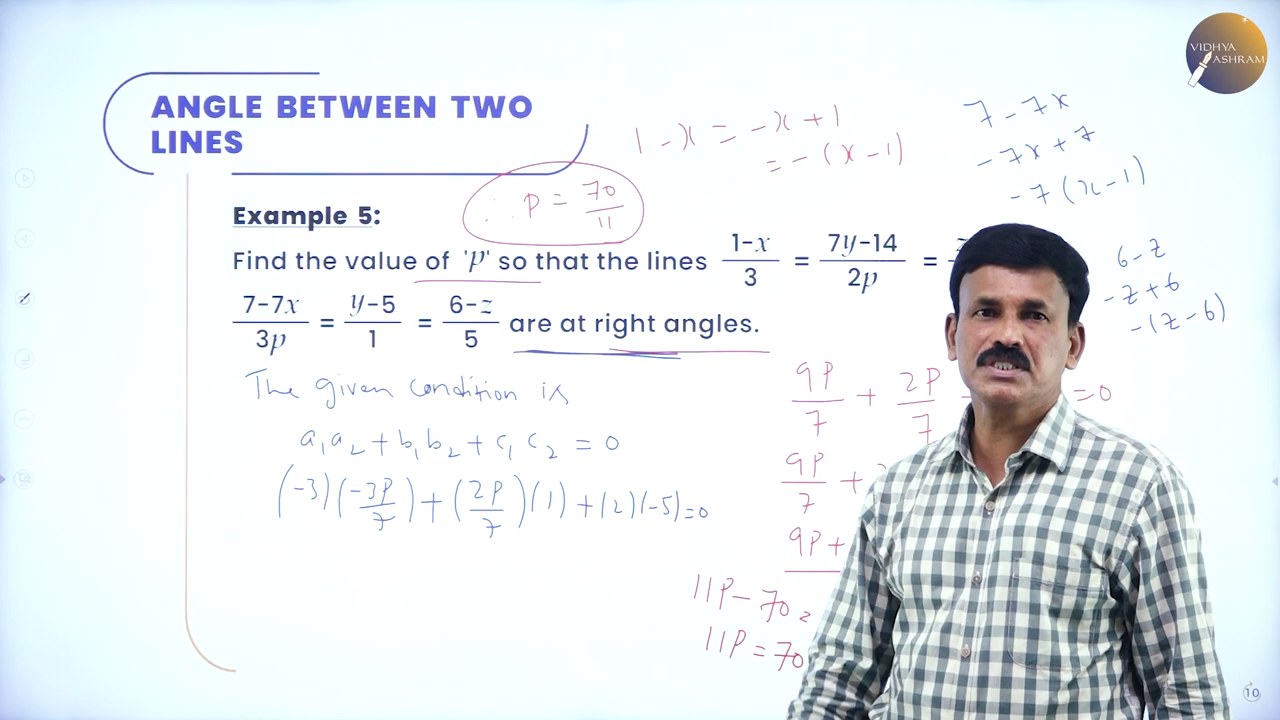 VIDHYA
ASHRAM
ANGLE BETWEEN TWO
LINES
1 - x = -x + 1
= -(x - 1)
7 - 7x
-7x + 7
-7(x - 1)
∴ P = 70/11
Example 5:
Find the value of 'p' so that the lines (1-x)/3 = (7y-14)/2p =
6 - z
-z + 6
-(z - 6)
(7-7x)/3p = (y-5)/1 = (6-z)/5 are at right angles.
The given condition is
a₁a₂ + b₁b₂ + c₁c₂ = 0
(-3)(-3P/7) + (2P/7)(1) + (2)(-5) = 0
9P/7 + 2P/7 = 0
9P/7 +
9P +
11P - 70 =
11P = 70
10